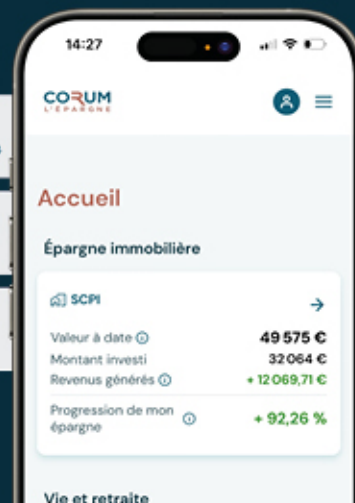 14:27
CORUM
L'ÉPARGNE
Accueil
Épargne immobilière
SCPI
Valeur à date 49 575 €
Montant investi 32 064 €
Revenus générés + 12 069,71 €
Progression de mon épargne + 92,26 %
Vie et retraite